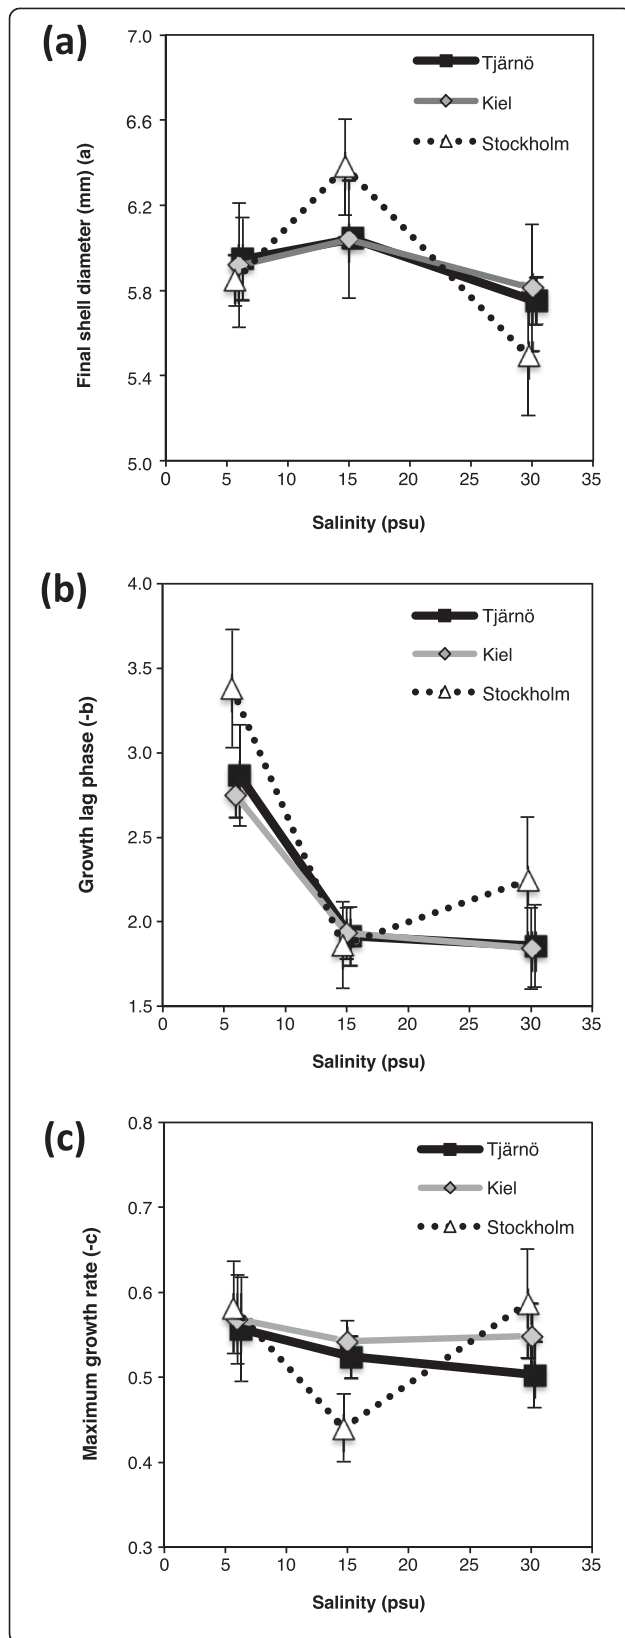 (a)
7.0
6.6
6.2
5.8
5.4
5.0
Final shell diameter (mm) (a)
Tjärnö
Kiel
Stockholm
0 5 10 15 20 25 30 35
Salinity (psu)
(b)
4.0
3.5
3.0
2.5
2.0
1.5
Growth lag phase (-b)
Tjärnö
Kiel
Stockholm
0 5 10 15 20 25 30 35
Salinity (psu)
(c)
0.8
0.7
0.6
0.5
0.4
0.3
Maximum growth rate (-c)
Tjärnö
Kiel
Stockholm
0 5 10 15 20 25 30 35
Salinity (psu)